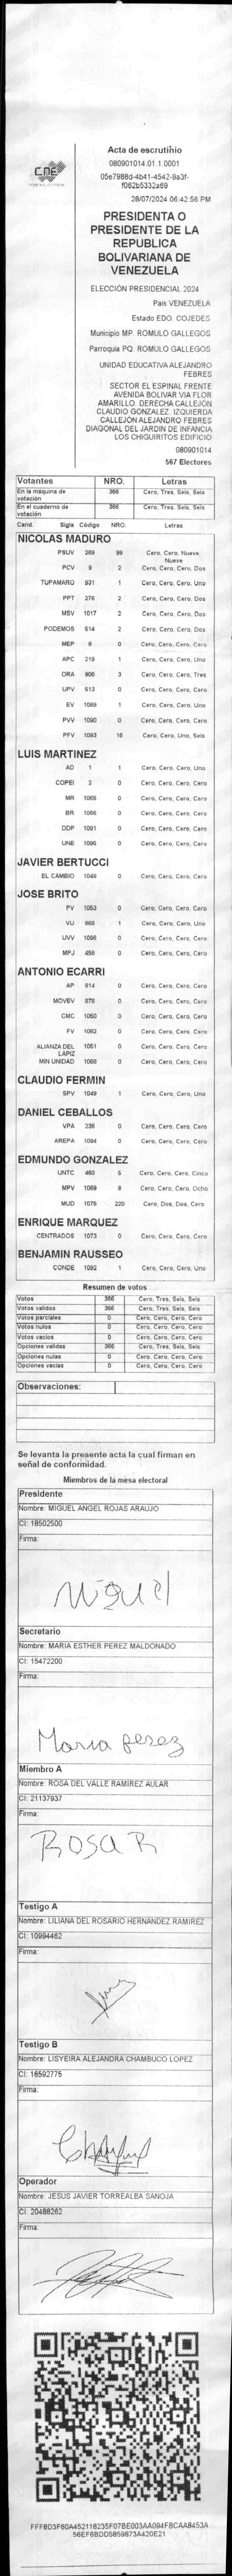 CNE
Acta de escrutinio
080901014.01.1.0001
05e7988d-4b41-4542-9a3f-
f062b5332a69
28/07/2024 06:42:56 PM
PRESIDENTA O
PRESIDENTE DE LA
REPUBLICA
BOLIVARIANA DE
VENEZUELA
ELECCIÓN PRESIDENCIAL 2024
País VENEZUELA
Estado EDO. COJEDES
Municipio MP. ROMULO GALLEGOS
Parroquia PQ. ROMULO GALLEGOS
UNIDAD EDUCATIVA ALEJANDRO
FEBRES
SECTOR EL ESPINAL FRENTE
AVENIDA BOLIVAR VIA FLOR
AMARILLO. DERECHA CALLEJÓN
CLAUDIO GONZALEZ. IZQUIERDA
CALLEJÓN ALEJANDRO FEBRES
DIAGONAL DEL JARDIN DE INFANCIA
LOS CHIGUIRITOS EDIFICIO
080901014
567 Electores
Votantes NRO. Letras
En la máquina de votación 366 Cero, Tres, Seis, Seis
En el cuaderno de votación 366 Cero, Tres, Seis, Seis
Cand. Sigla Código NRO. Letras
NICOLAS MADURO
PSUV 269 99 Cero, Cero, Nueve, Nueve
PCV 9 2 Cero, Cero, Cero, Dos
TUPAMARO 931 1 Cero, Cero, Cero, Uno
PPT 276 2 Cero, Cero, Cero, Dos
MSV 1017 2 Cero, Cero, Cero, Dos
PODEMOS 514 2 Cero, Cero, Cero, Dos
MEP 6 0 Cero, Cero, Cero, Cero
APC 219 1 Cero, Cero, Cero, Uno
ORA 906 3 Cero, Cero, Cero, Tres
UPV 513 0 Cero, Cero, Cero, Cero
EV 1089 1 Cero, Cero, Cero, Uno
PVV 1090 0 Cero, Cero, Cero, Cero
PFV 1093 16 Cero, Cero, Uno, Seis
LUIS MARTINEZ
AD 1 1 Cero, Cero, Cero, Uno
COPEI 2 0 Cero, Cero, Cero, Cero
MR 1065 0 Cero, Cero, Cero, Cero
BR 1066 0 Cero, Cero, Cero, Cero
DDP 1091 0 Cero, Cero, Cero, Cero
UNE 1095 0 Cero, Cero, Cero, Cero
JAVIER BERTUCCI
EL CAMBIO 1048 0 Cero, Cero, Cero, Cero
JOSE BRITO
PV 1053 0 Cero, Cero, Cero, Cero
VU 969 1 Cero, Cero, Cero, Uno
UVV 1096 0 Cero, Cero, Cero, Cero
MPJ 458 0 Cero, Cero, Cero, Cero
ANTONIO ECARRI
AP 814 0 Cero, Cero, Cero, Cero
MOVEV 878 0 Cero, Cero, Cero, Cero
CMC 1050 0 Cero, Cero, Cero, Cero
FV 1062 0 Cero, Cero, Cero, Cero
ALIANZA DEL LAPIZ 1051 0 Cero, Cero, Cero, Cero
MIN UNIDAD 1068 0 Cero, Cero, Cero, Cero
CLAUDIO FERMIN
SPV 1049 1 Cero, Cero, Cero, Uno
DANIEL CEBALLOS
VPA 236 0 Cero, Cero, Cero, Cero
AREPA 1094 0 Cero, Cero, Cero, Cero
EDMUNDO GONZALEZ
UNTC 460 5 Cero, Cero, Cero, Cinco
MPV 1069 8 Cero, Cero, Cero, Ocho
MUD 1075 220 Cero, Dos, Dos, Cero
ENRIQUE MARQUEZ
CENTRADOS 1073 0 Cero, Cero, Cero, Cero
BENJAMIN RAUSSEO
CONDE 1092 1 Cero, Cero, Cero, Uno
Resumen de votos
Votos 366 Cero, Tres, Seis, Seis
Votos validos 366 Cero, Tres, Seis, Seis
Votos parciales 0 Cero, Cero, Cero, Cero
Votos nulos 0 Cero, Cero, Cero, Cero
Votos vacios 0 Cero, Cero, Cero, Cero
Opciones validas 366 Cero, Tres, Seis, Seis
Opciones nulas 0 Cero, Cero, Cero, Cero
Opciones vacias 0 Cero, Cero, Cero, Cero
Observaciones:
Se levanta la presente acta la cual firman en
señal de conformidad.
Miembros de la mesa electoral
Presidente
Nombre: MIGUEL ANGEL ROJAS ARAUJO
CI: 18502500
Firma:
Miguel
Secretario
Nombre: MARIA ESTHER PEREZ MALDONADO
CI: 15472200
Firma:
Maria perez
Miembro A
Nombre: ROSA DEL VALLE RAMIREZ AULAR
CI: 21137937
Firma:
ROSA R
Testigo A
Nombre: LILIANA DEL ROSARIO HERNANDEZ RAMIREZ
CI: 10994462
Firma:
Testigo B
Nombre: LISYEIRA ALEJANDRA CHAMBUCO LOPEZ
CI: 16592775
Firma:
Operador
Nombre: JESUS JAVIER TORREALBA SANOJA
CI: 20488262
Firma:
FFF8D3F60A452118235F07BE003AA094FBCAA8453A
56EF6BDD5859873A420E21